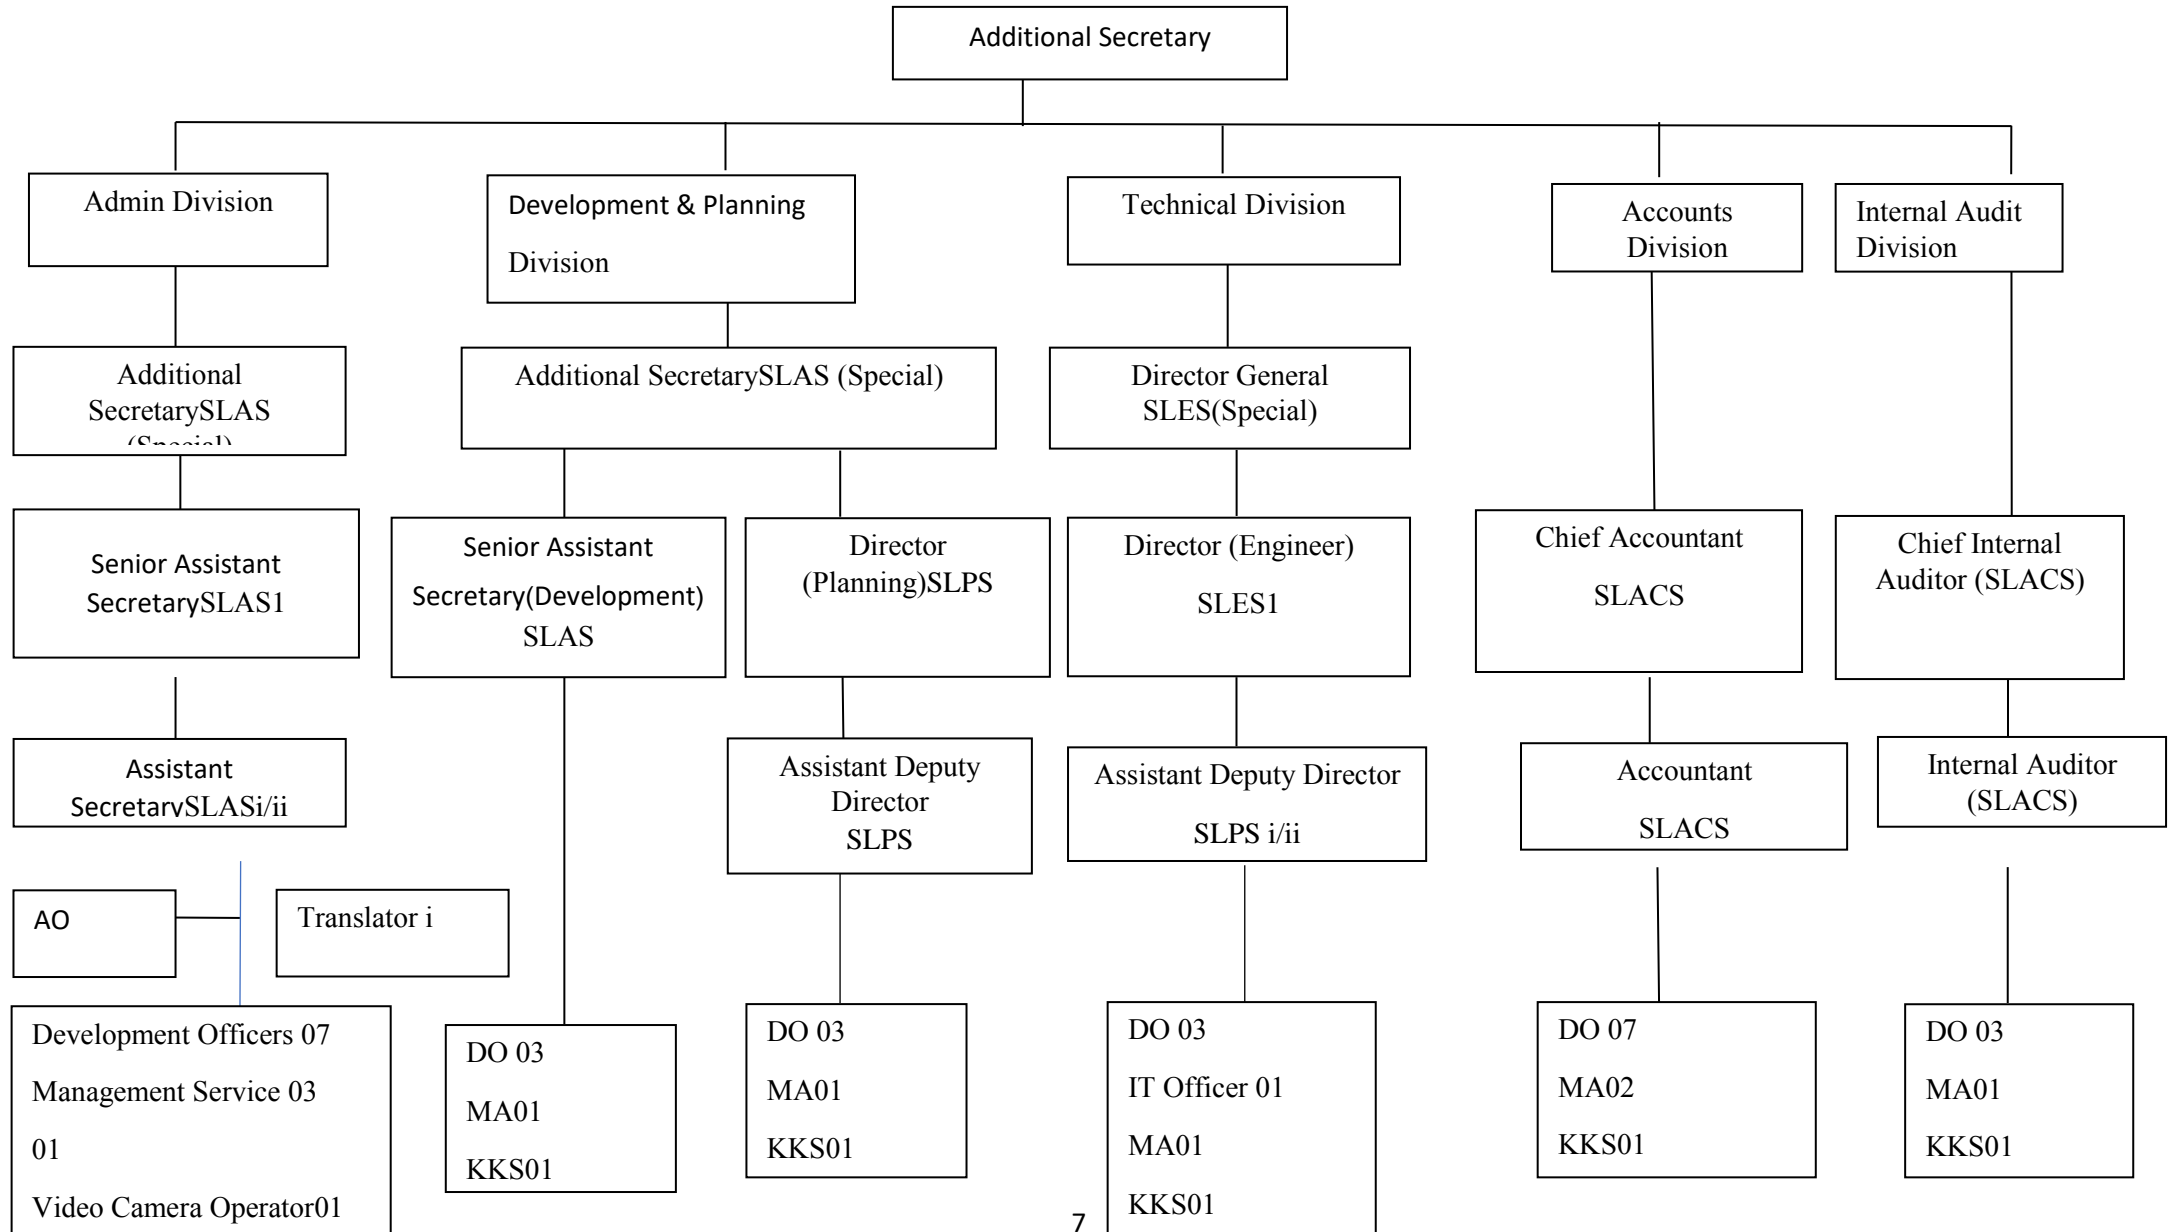 Additional Secretary
Admin Division
Development & Planning
Division
Technical Division
Accounts
Division
Internal Audit
Division
Additional
SecretarySLAS
(Special)
Additional SecretarySLAS (Special)
Director General
SLES(Special)
Senior Assistant
SecretarySLAS1
Senior Assistant
Secretary(Development)
SLAS
Director
(Planning)SLPS
Director (Engineer)
SLES1
Chief Accountant
SLACS
Chief Internal
Auditor (SLACS)
Assistant
SecretarySLASi/ii
Assistant Deputy
Director
SLPS
Assistant Deputy Director
SLPS i/ii
Accountant
SLACS
Internal Auditor
(SLACS)
AO
Translator i
Development Officers 07
Management Service 03
01
Video Camera Operator01
DO 03
MA01
KKS01
DO 03
MA01
KKS01
DO 03
IT Officer 01
MA01
KKS01
DO 07
MA02
KKS01
DO 03
MA01
KKS01
7